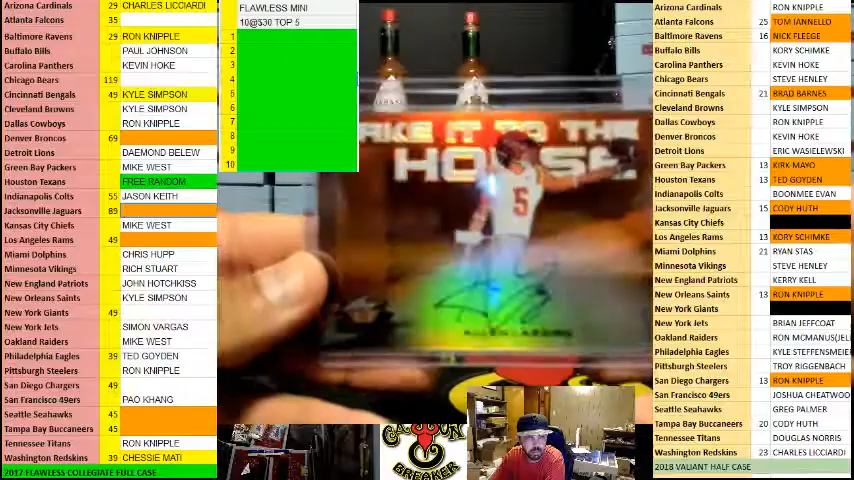 Arizona Cardinals 29 CHARLES LICCIARDI
Atlanta Falcons 35
Baltimore Ravens 29 RON KNIPPLE
Buffalo Bills PAUL JOHNSON
Carolina Panthers KEVIN HOKE
Chicago Bears 119
Cincinnati Bengals 49 KYLE SIMPSON
Cleveland Browns KYLE SIMPSON
Dallas Cowboys RON KNIPPLE
Denver Broncos 69
Detroit Lions DAEMOND BELEW
Green Bay Packers MIKE WEST
Houston Texans FREE RANDOM
Indianapolis Colts 55 JASON KEITH
Jacksonville Jaguars 89
Kansas City Chiefs MIKE WEST
Los Angeles Rams 49
Miami Dolphins CHRIS HUPP
Minnesota Vikings RICH STUART
New England Patriots JOHN HOTCHKISS
New Orleans Saints KYLE SIMPSON
New York Giants 49
New York Jets SIMON VARGAS
Oakland Raiders MIKE WEST
Philadelphia Eagles 39 TED GOYDEN
Pittsburgh Steelers RON KNIPPLE
San Diego Chargers 49
San Francisco 49ers PAO KHANG
Seattle Seahawks 45
Tampa Bay Buccaneers 45
Tennessee Titans RON KNIPPLE
Washington Redskins 39 CHESSIE MATI
2017 FLAWLESS COLLEGIATE FULL CASE
FLAWLESS MINI
10@$30 TOP 5
1
2
3
4
5
6
7
8
9
10
TAKE IT TO THE
HOUSE
5
BREAKER
Arizona Cardinals RON KNIPPLE
Atlanta Falcons 25 TOM IANNELLO
Baltimore Ravens 16 NICK FLEEGE
Buffalo Bills KORY SCHIMKE
Carolina Panthers KEVIN HOKE
Chicago Bears STEVE HENLEY
Cincinnati Bengals 21 BRAD BARNES
Cleveland Browns KYLE SIMPSON
Dallas Cowboys RON KNIPPLE
Denver Broncos KEVIN HOKE
Detroit Lions ERIC WASIELEWSKI
Green Bay Packers 13 KIRK MAYO
Houston Texans 13 TED GOYDEN
Indianapolis Colts BOONMEE EVAN
Jacksonville Jaguars 15 CODY HUTH
Kansas City Chiefs
Los Angeles Rams 13 KORY SCHIMKE
Miami Dolphins 21 RYAN STAS
Minnesota Vikings STEVE HENLEY
New England Patriots KERRY KELL
New Orleans Saints 13 RON KNIPPLE
New York Giants
New York Jets BRIAN JEFFCOAT
Oakland Raiders RON MCMANUS(JEL
Philadelphia Eagles KYLE STEFFENSMEIE
Pittsburgh Steelers TROY RIGGENBACH
San Diego Chargers 13 RON KNIPPLE
San Francisco 49ers JOSHUA CHEATWOO
Seattle Seahawks GREG PALMER
Tampa Bay Buccaneers 20 CODY HUTH
Tennessee Titans DOUGLAS NORRIS
Washington Redskins 23 CHARLES LICCIARDI
2018 VALIANT HALF CASE